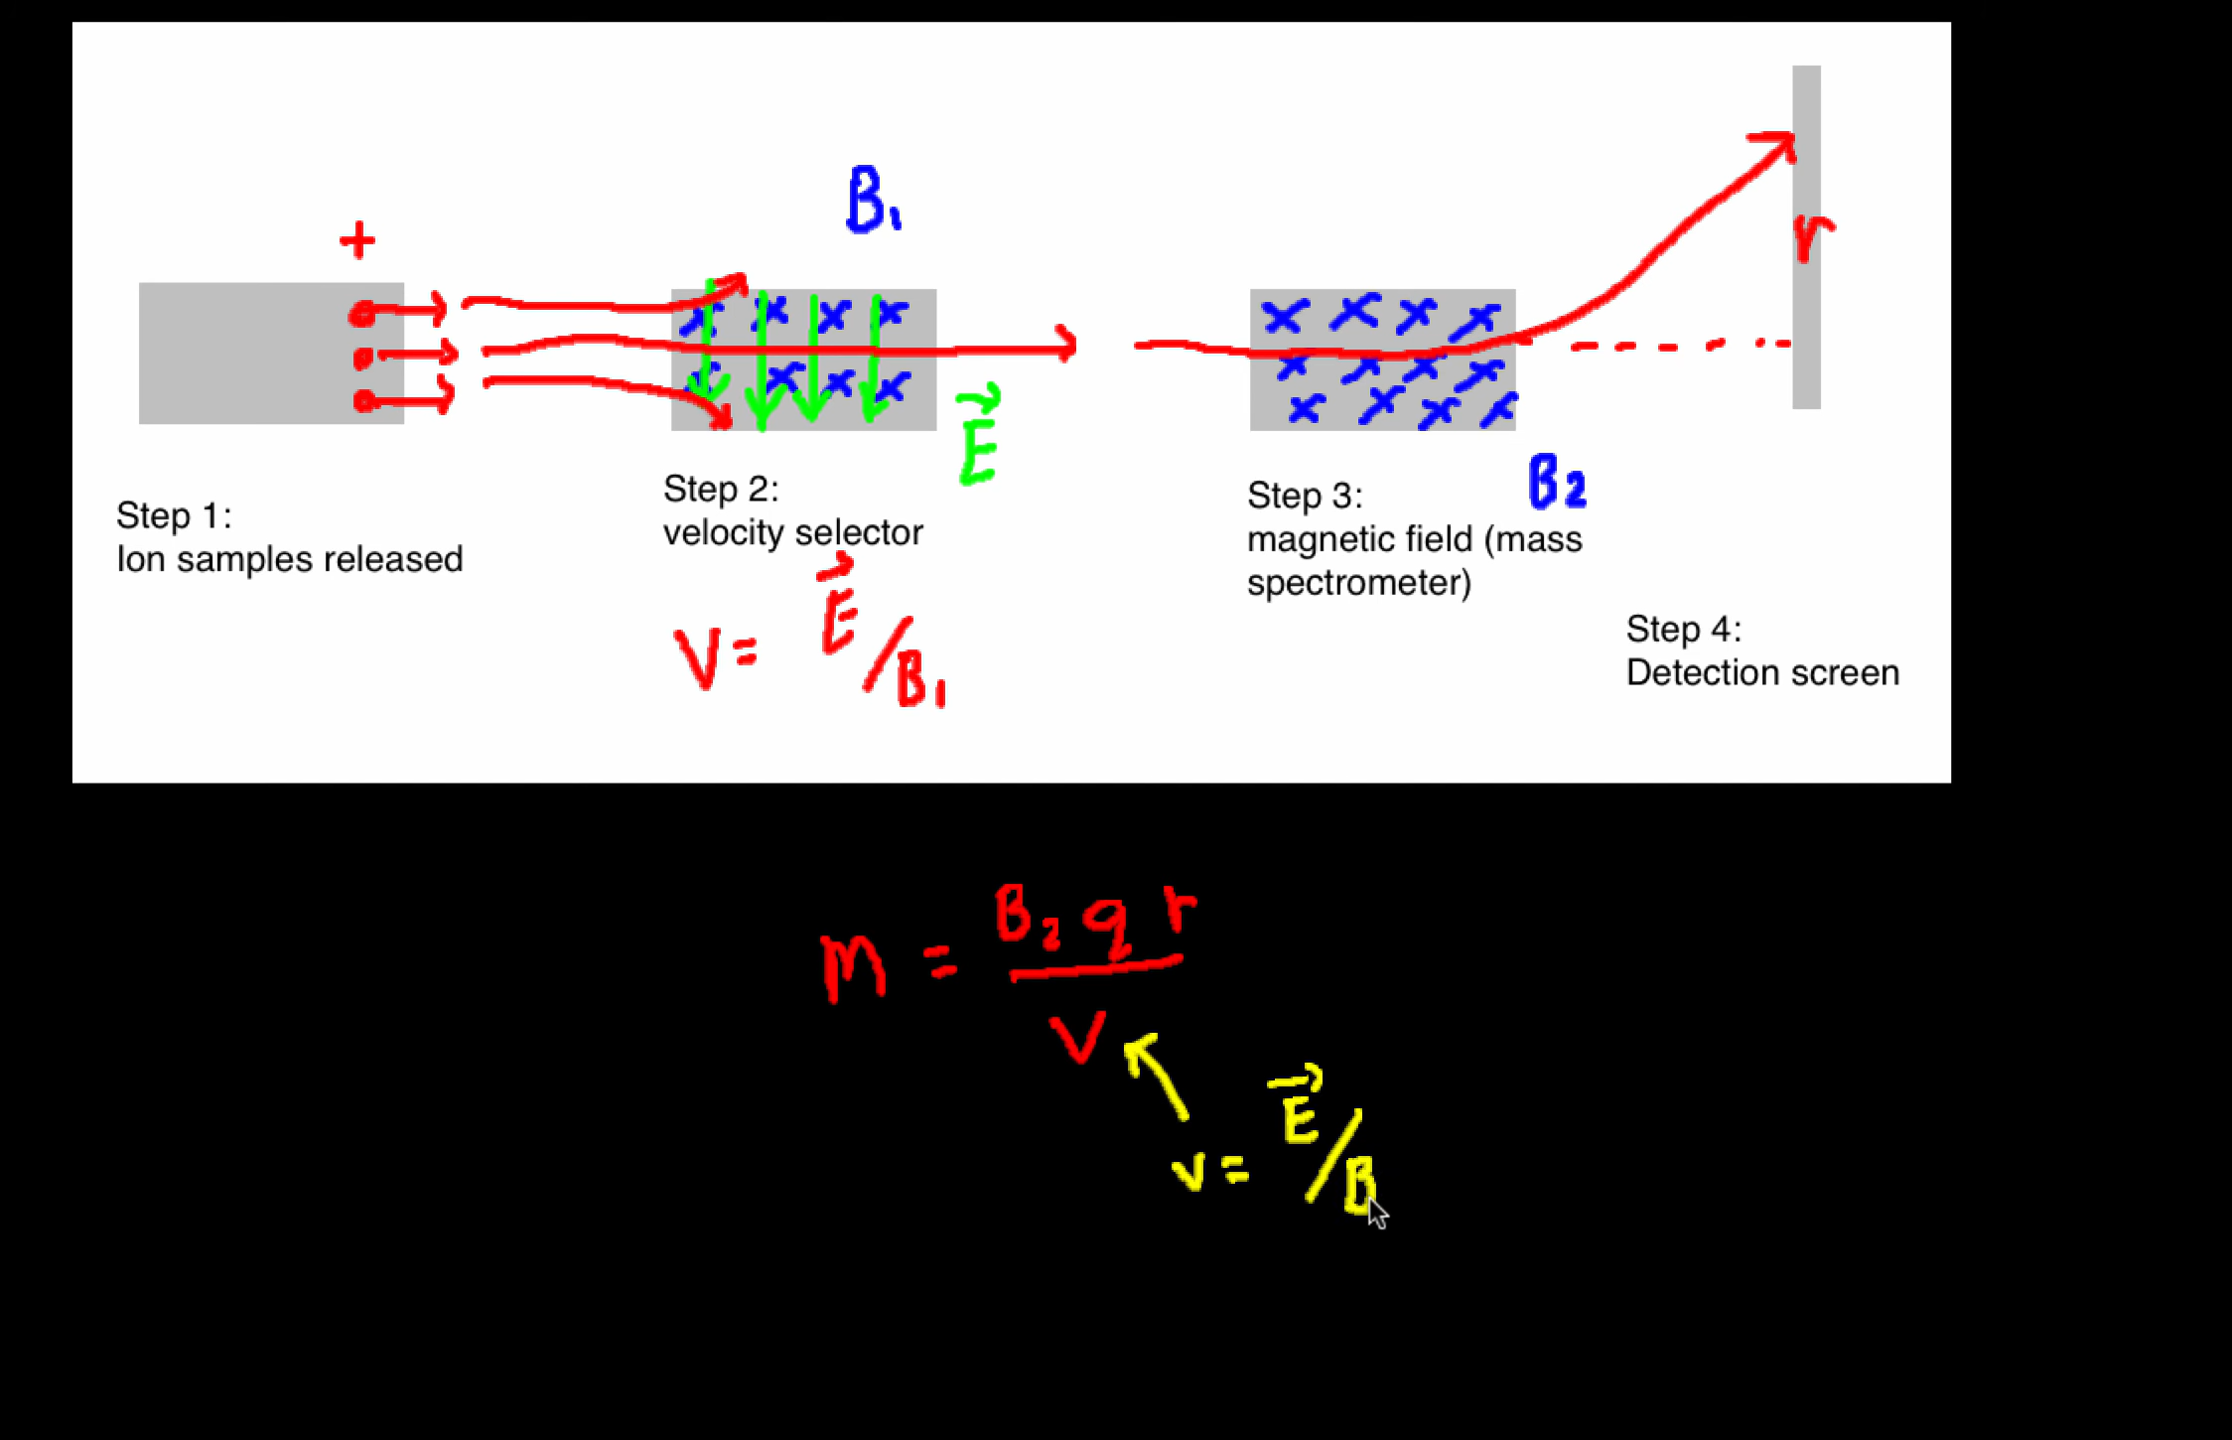 +
B₁
E⃗
r
Step 1:
Ion samples released
Step 2:
velocity selector
V = E⃗/B₁
Step 3:
magnetic field (mass
spectrometer)
B2
Step 4:
Detection screen
m = B₂ q r / V
v = E⃗/B